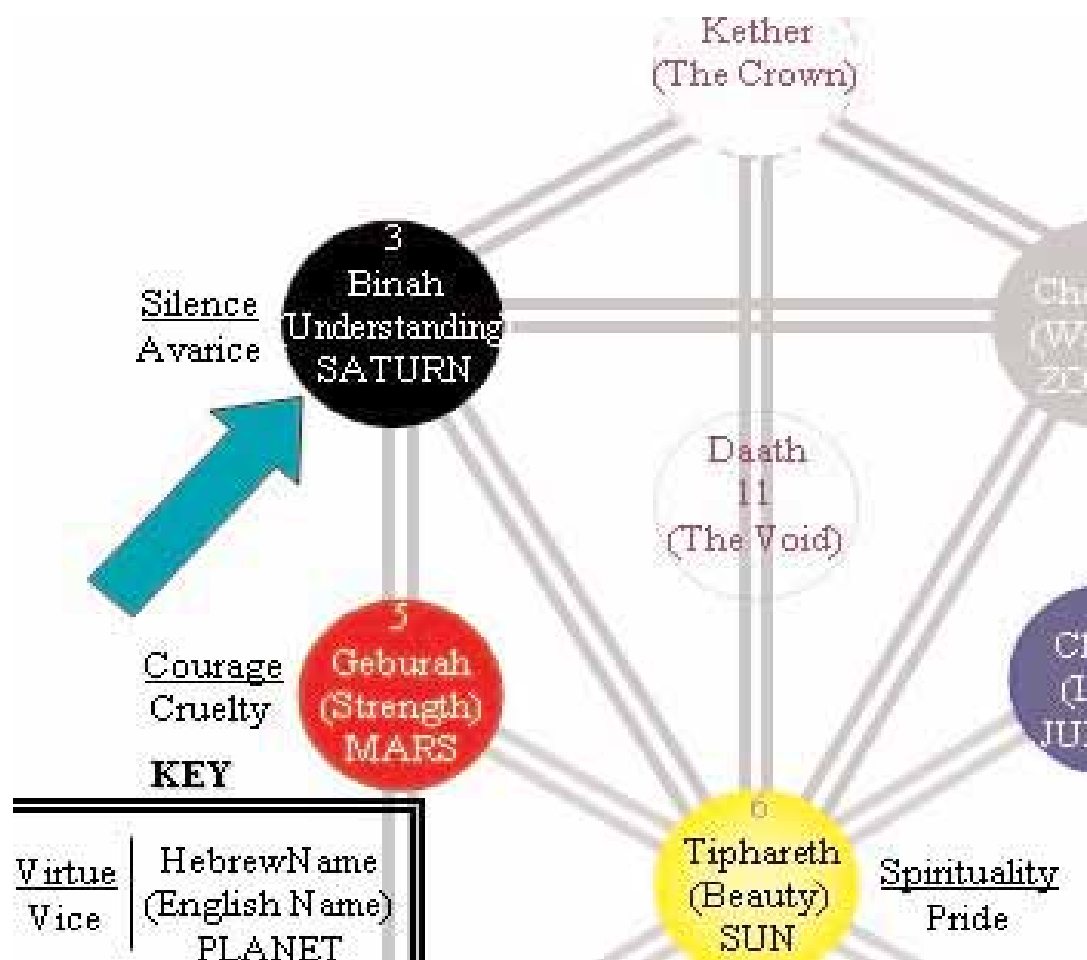 Kether
(The Crown)
3
Binah
Understanding
SATURN
Silence
Avarice
Daath
11
(The Void)
5
Geburah
(Strength)
MARS
Courage
Cruelty
6
Tiphareth
(Beauty)
SUN
Spirituality
Pride
KEY
Virtue
Vice
HebrewName
(English Name)
PLANET